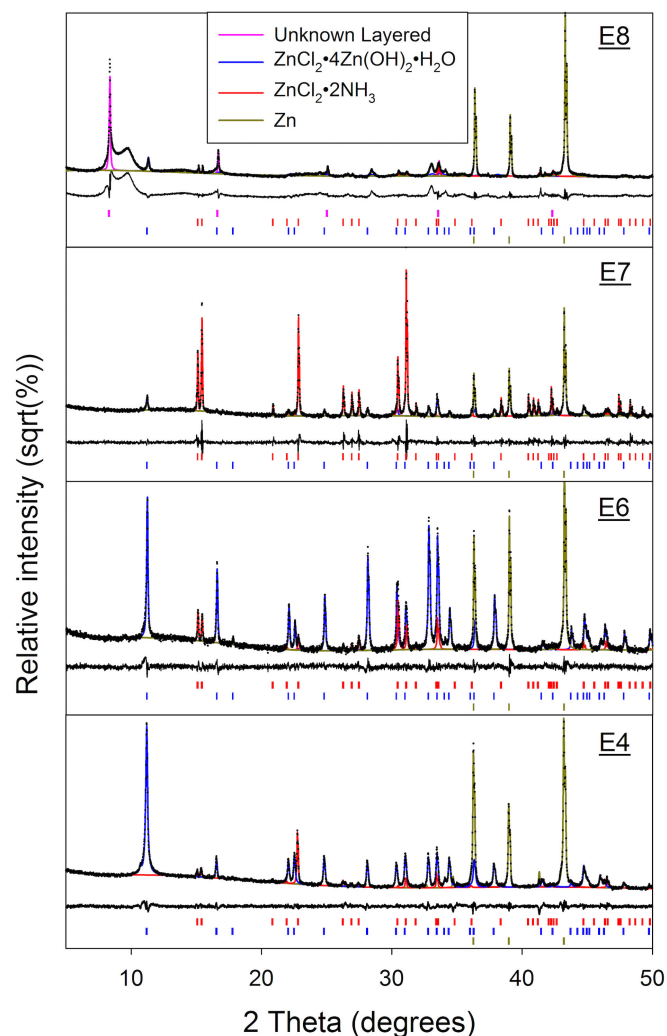 Unknown Layered
ZnCl₂•4Zn(OH)₂•H₂O
ZnCl₂•2NH₃
Zn
E8
E7
E6
E4
Relative intensity (sqrt(%))
10 20 30 40 50
2 Theta (degrees)